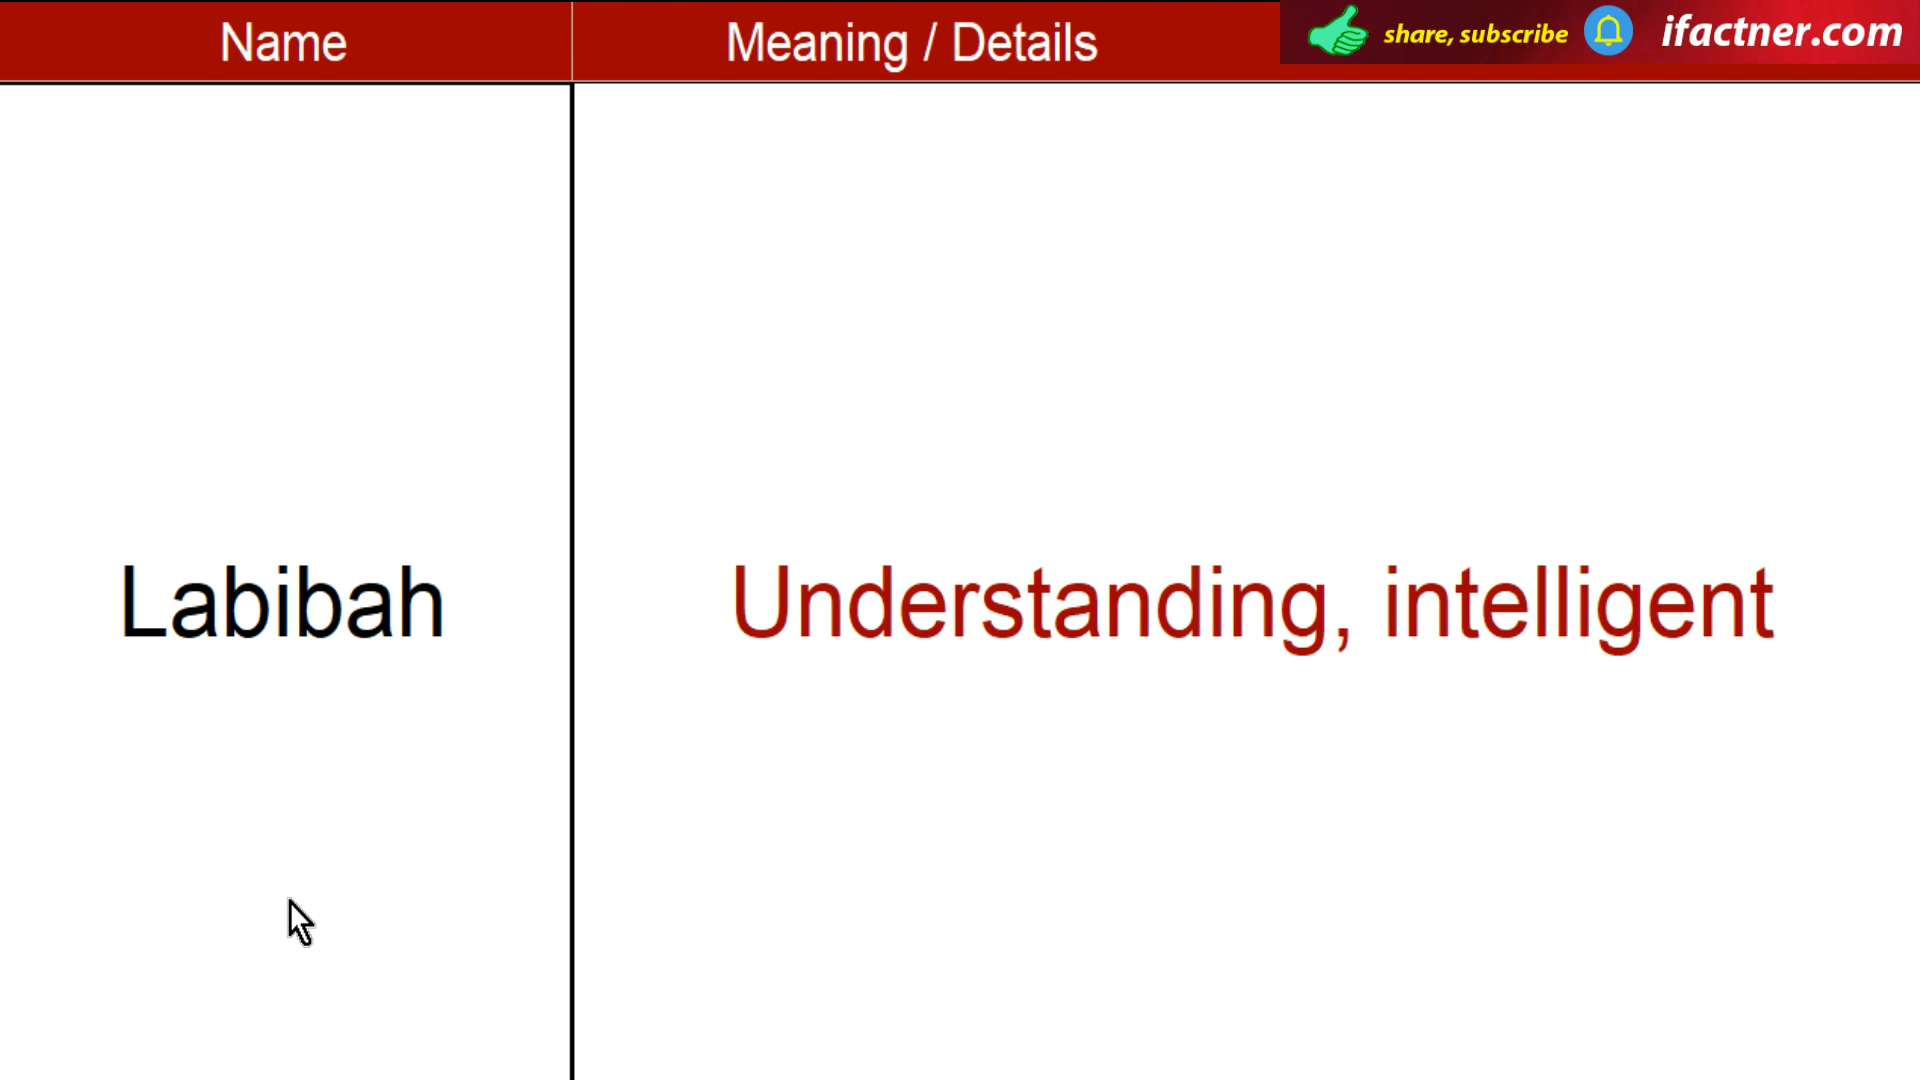 Name
Meaning / Details
share, subscribe
ifactner.com
Labibah
Understanding, intelligent